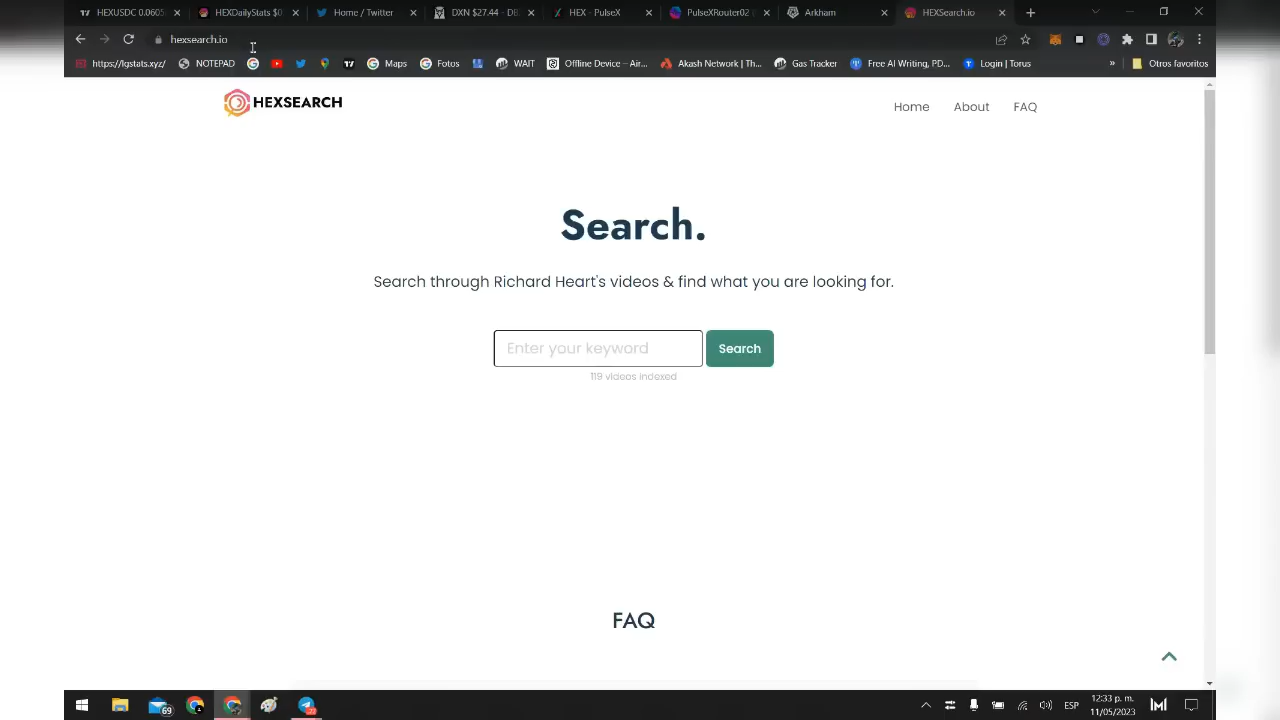 HEXUSDC 0.0605
HEXDailyStats $0
Home / Twitter
DXN $27.44 - DB
HEX - PulseX
PulseXRouter02
Arkham
HEXSearch.io
hexsearch.io
https://lgstats.xyz/
NOTEPAD
Maps
Fotos
WAIT
Offline Device – Air...
Akash Network | Th...
Gas Tracker
Free AI Writing, PD...
Login | Torus
»
Otros favoritos
HEXSEARCH
Home
About
FAQ
Search.
Search through Richard Heart's videos & find what you are looking for.
Enter your keyword
Search
119 videos indexed
FAQ
69
ESP
12:33 p. m.
11/05/2023